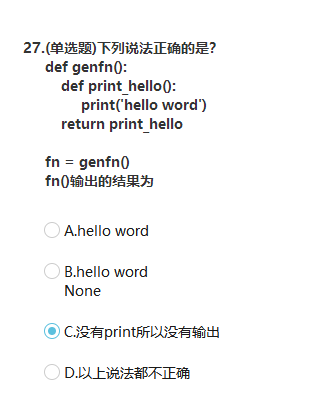 27.(单选题)下列说法正确的是?
def genfn():
def print_hello():
print('hello word')
return print_hello
fn = genfn()
fn()输出的结果为
A.hello word
B.hello word
None
C.没有print所以没有输出
D.以上说法都不正确